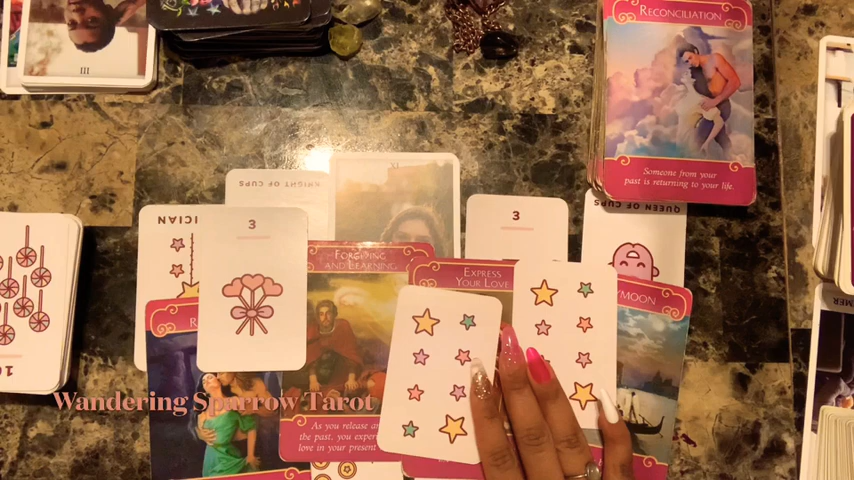 III
RECONCILIATION
Someone from your
past is returning to your life.
XI
KNIGHT OF CUPS
QUEEN OF CUPS
ICIAN
3
3
FORGIVING
AND LEARNING
EXPRESS
YOUR LOVE
YMOON
R
MER
10
Wandering Sparrow Tarot
As you release a
the past, you exper
love in your present